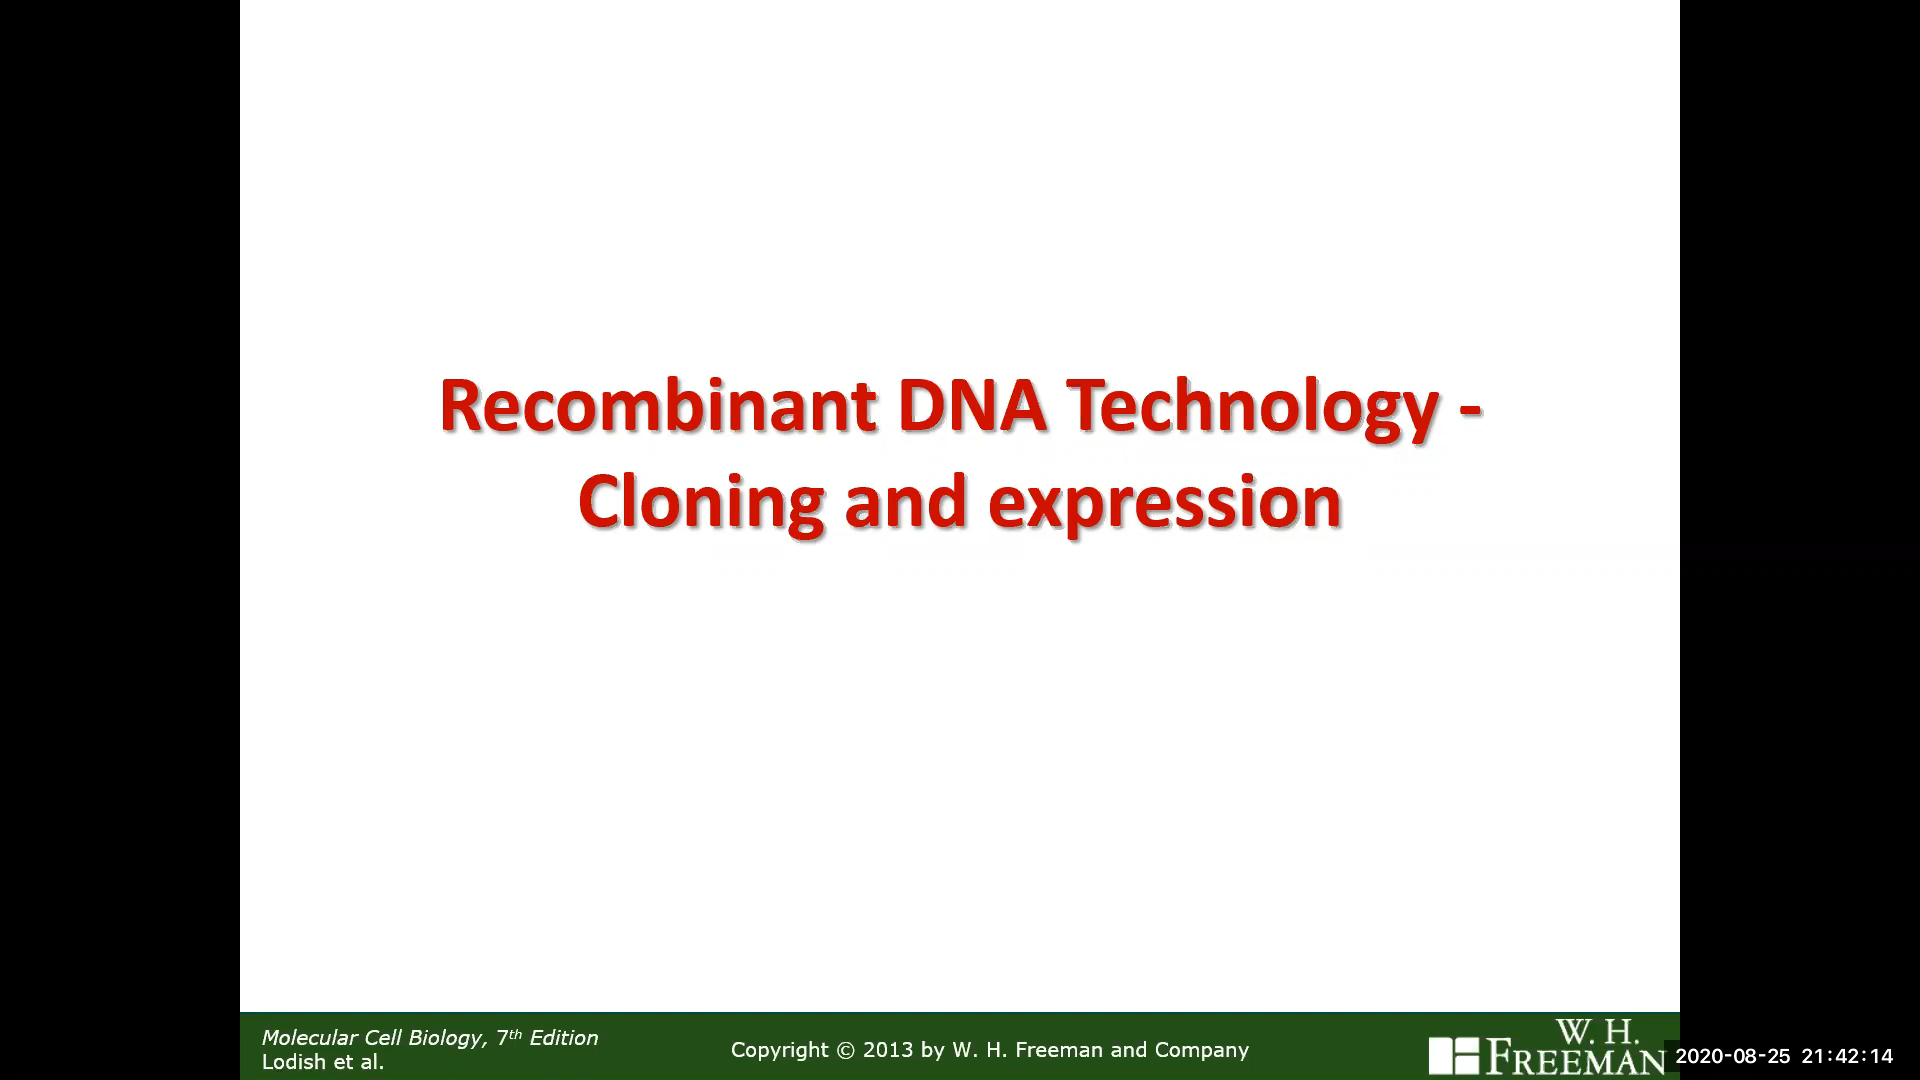 Recombinant DNA Technology -
Cloning and expression
Molecular Cell Biology, 7th Edition
Lodish et al.
Copyright © 2013 by W. H. Freeman and Company
W. H.
FREEMAN
2020-08-25 21:42:14